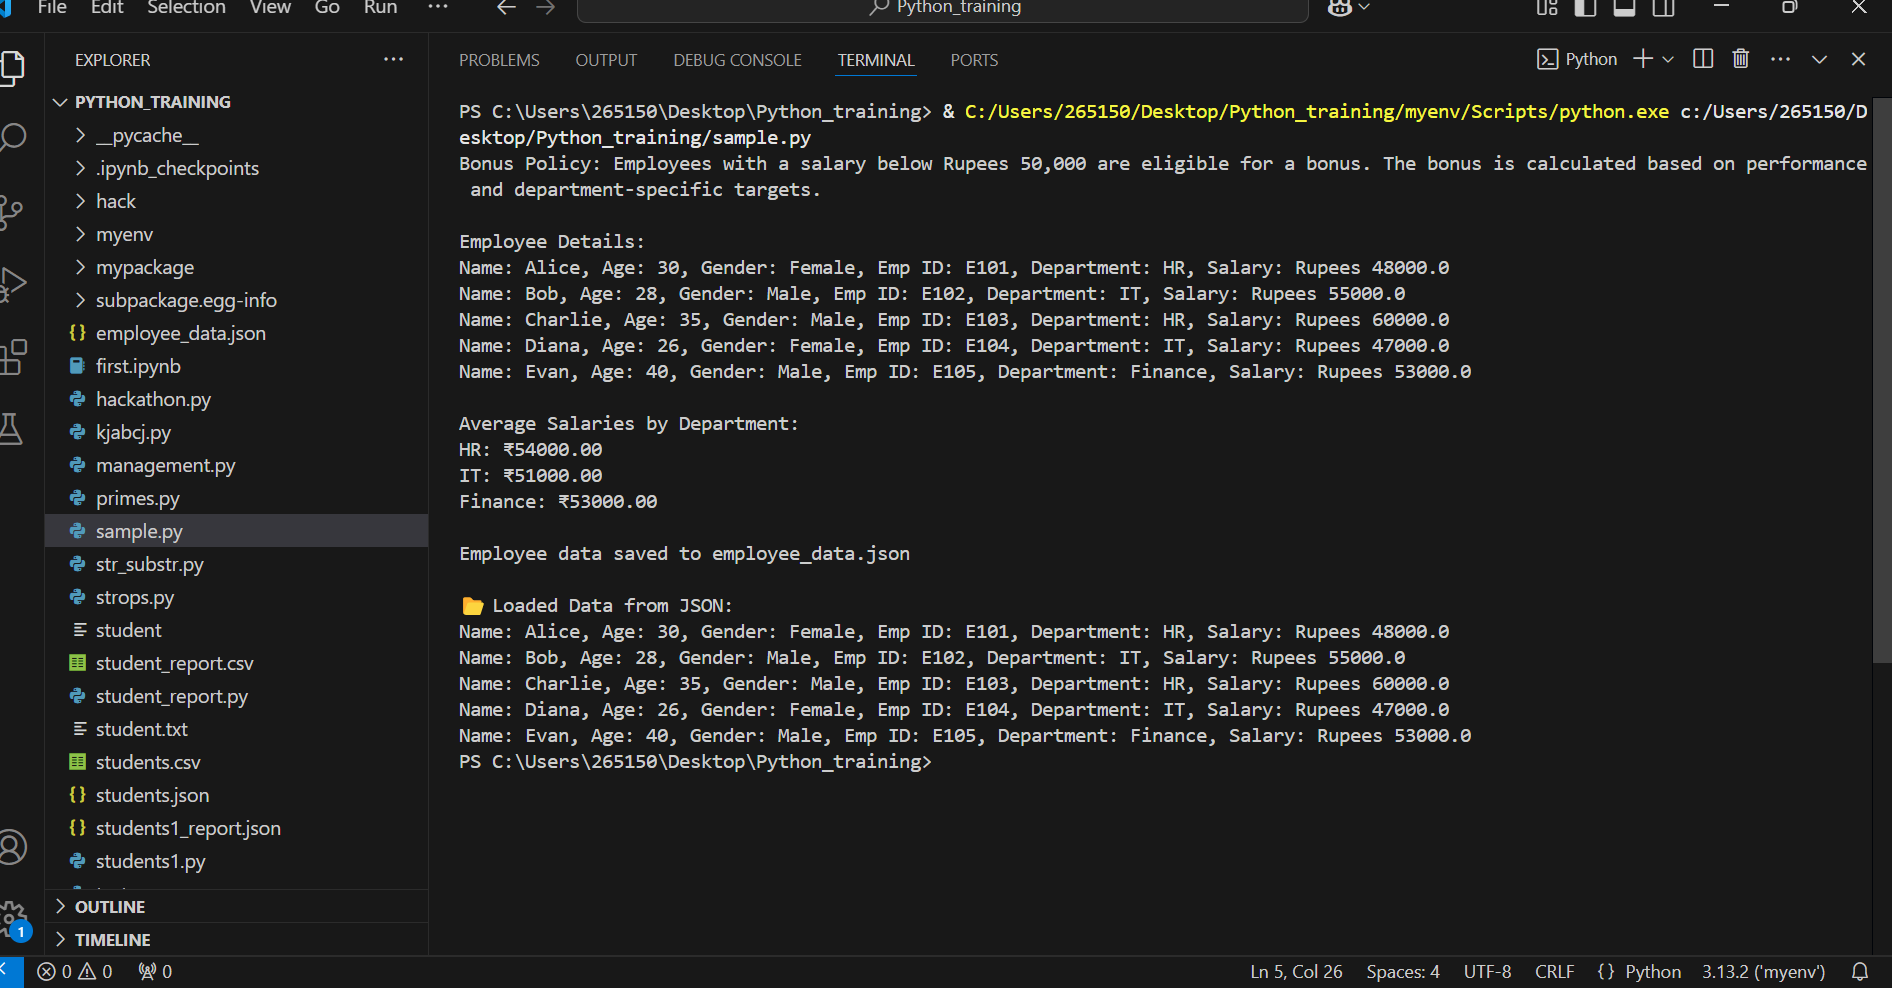 File Edit Selection View Go Run ··· Python_training
EXPLORER ···
PYTHON_TRAINING
__pycache__
.ipynb_checkpoints
hack
myenv
mypackage
subpackage.egg-info
{} employee_data.json
first.ipynb
hackathon.py
kjabcj.py
management.py
primes.py
sample.py
str_substr.py
strops.py
student
student_report.csv
student_report.py
student.txt
students.csv
{} students.json
{} students1_report.json
students1.py
OUTLINE
TIMELINE
1
PROBLEMS OUTPUT DEBUG CONSOLE TERMINAL PORTS Python
PS C:\Users\265150\Desktop\Python_training> & C:/Users/265150/Desktop/Python_training/myenv/Scripts/python.exe c:/Users/265150/D
esktop/Python_training/sample.py
Bonus Policy: Employees with a salary below Rupees 50,000 are eligible for a bonus. The bonus is calculated based on performance
and department-specific targets.
Employee Details:
Name: Alice, Age: 30, Gender: Female, Emp ID: E101, Department: HR, Salary: Rupees 48000.0
Name: Bob, Age: 28, Gender: Male, Emp ID: E102, Department: IT, Salary: Rupees 55000.0
Name: Charlie, Age: 35, Gender: Male, Emp ID: E103, Department: HR, Salary: Rupees 60000.0
Name: Diana, Age: 26, Gender: Female, Emp ID: E104, Department: IT, Salary: Rupees 47000.0
Name: Evan, Age: 40, Gender: Male, Emp ID: E105, Department: Finance, Salary: Rupees 53000.0
Average Salaries by Department:
HR: ₹54000.00
IT: ₹51000.00
Finance: ₹53000.00
Employee data saved to employee_data.json
📂 Loaded Data from JSON:
Name: Alice, Age: 30, Gender: Female, Emp ID: E101, Department: HR, Salary: Rupees 48000.0
Name: Bob, Age: 28, Gender: Male, Emp ID: E102, Department: IT, Salary: Rupees 55000.0
Name: Charlie, Age: 35, Gender: Male, Emp ID: E103, Department: HR, Salary: Rupees 60000.0
Name: Diana, Age: 26, Gender: Female, Emp ID: E104, Department: IT, Salary: Rupees 47000.0
Name: Evan, Age: 40, Gender: Male, Emp ID: E105, Department: Finance, Salary: Rupees 53000.0
PS C:\Users\265150\Desktop\Python_training>
0 0 0 Ln 5, Col 26 Spaces: 4 UTF-8 CRLF {} Python 3.13.2 ('myenv')